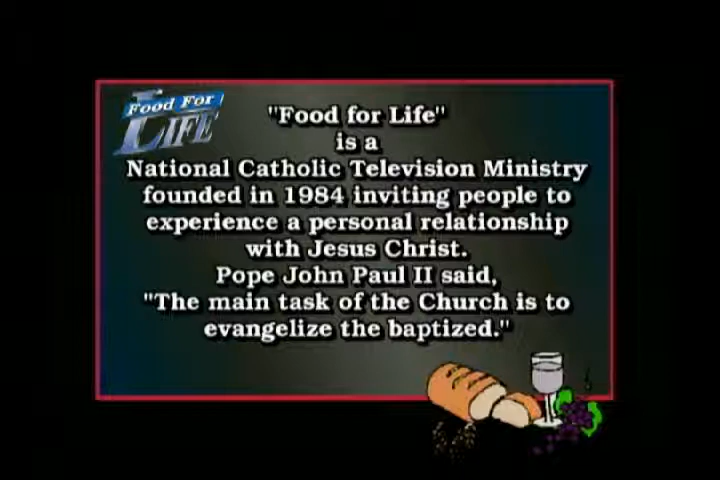 Food For
LIFE
"Food for Life"
is a
National Catholic Television Ministry
founded in 1984 inviting people to
experience a personal relationship
with Jesus Christ.
Pope John Paul II said,
"The main task of the Church is to
evangelize the baptized."